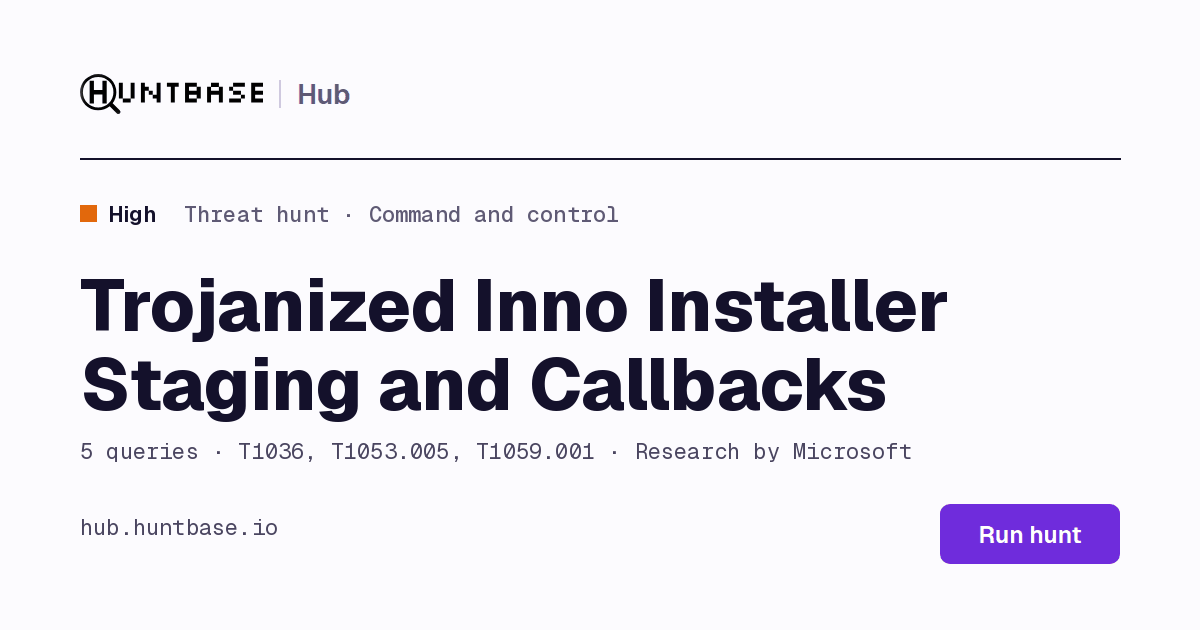 HUNTBASE Hub
High Threat hunt · Command and control
Trojanized Inno Installer
Staging and Callbacks
5 queries · T1036, T1053.005, T1059.001 · Research by Microsoft
hub.huntbase.io
Run hunt